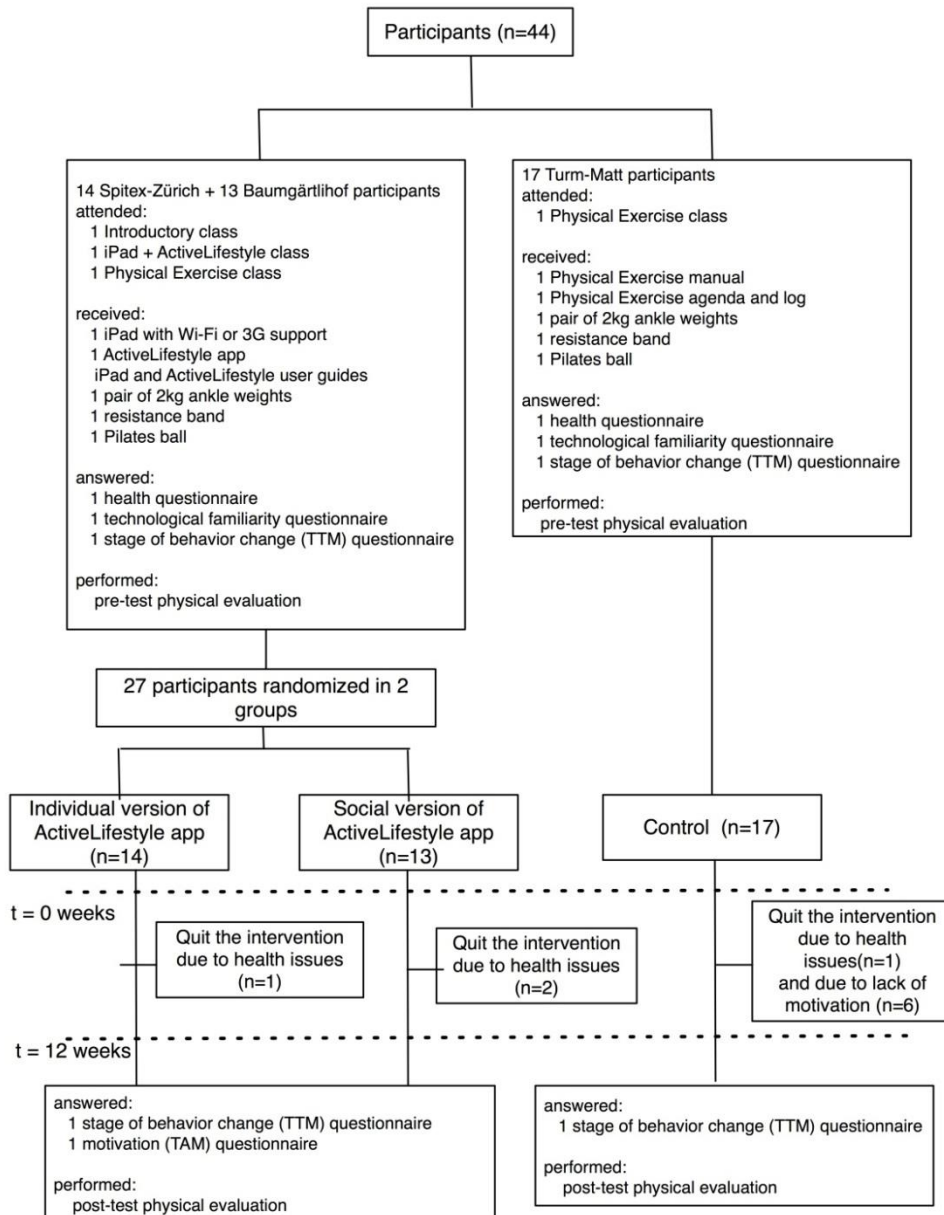 Participants (n=44)
14 Spitex-Zürich + 13 Baumgärtlihof participants
attended:
1 Introductory class
1 iPad + ActiveLifestyle class
1 Physical Exercise class
received:
1 iPad with Wi-Fi or 3G support
1 ActiveLifestyle app
iPad and ActiveLifestyle user guides
1 pair of 2kg ankle weights
1 resistance band
1 Pilates ball
answered:
1 health questionnaire
1 technological familiarity questionnaire
1 stage of behavior change (TTM) questionnaire
performed:
pre-test physical evaluation
17 Turm-Matt participants
attended:
1 Physical Exercise class
received:
1 Physical Exercise manual
1 Physical Exercise agenda and log
1 pair of 2kg ankle weights
1 resistance band
1 Pilates ball
answered:
1 health questionnaire
1 technological familiarity questionnaire
1 stage of behavior change (TTM) questionnaire
performed:
pre-test physical evaluation
27 participants randomized in 2
groups
Individual version of
ActiveLifestyle app
(n=14)
Social version of
ActiveLifestyle app
(n=13)
Control (n=17)
t = 0 weeks
Quit the intervention
due to health issues
(n=1)
Quit the intervention
due to health issues
(n=2)
Quit the intervention
due to health
issues(n=1)
and due to lack of
motivation (n=6)
t = 12 weeks
answered:
1 stage of behavior change (TTM) questionnaire
1 motivation (TAM) questionnaire
performed:
post-test physical evaluation
answered:
1 stage of behavior change (TTM) questionnaire
performed:
post-test physical evaluation